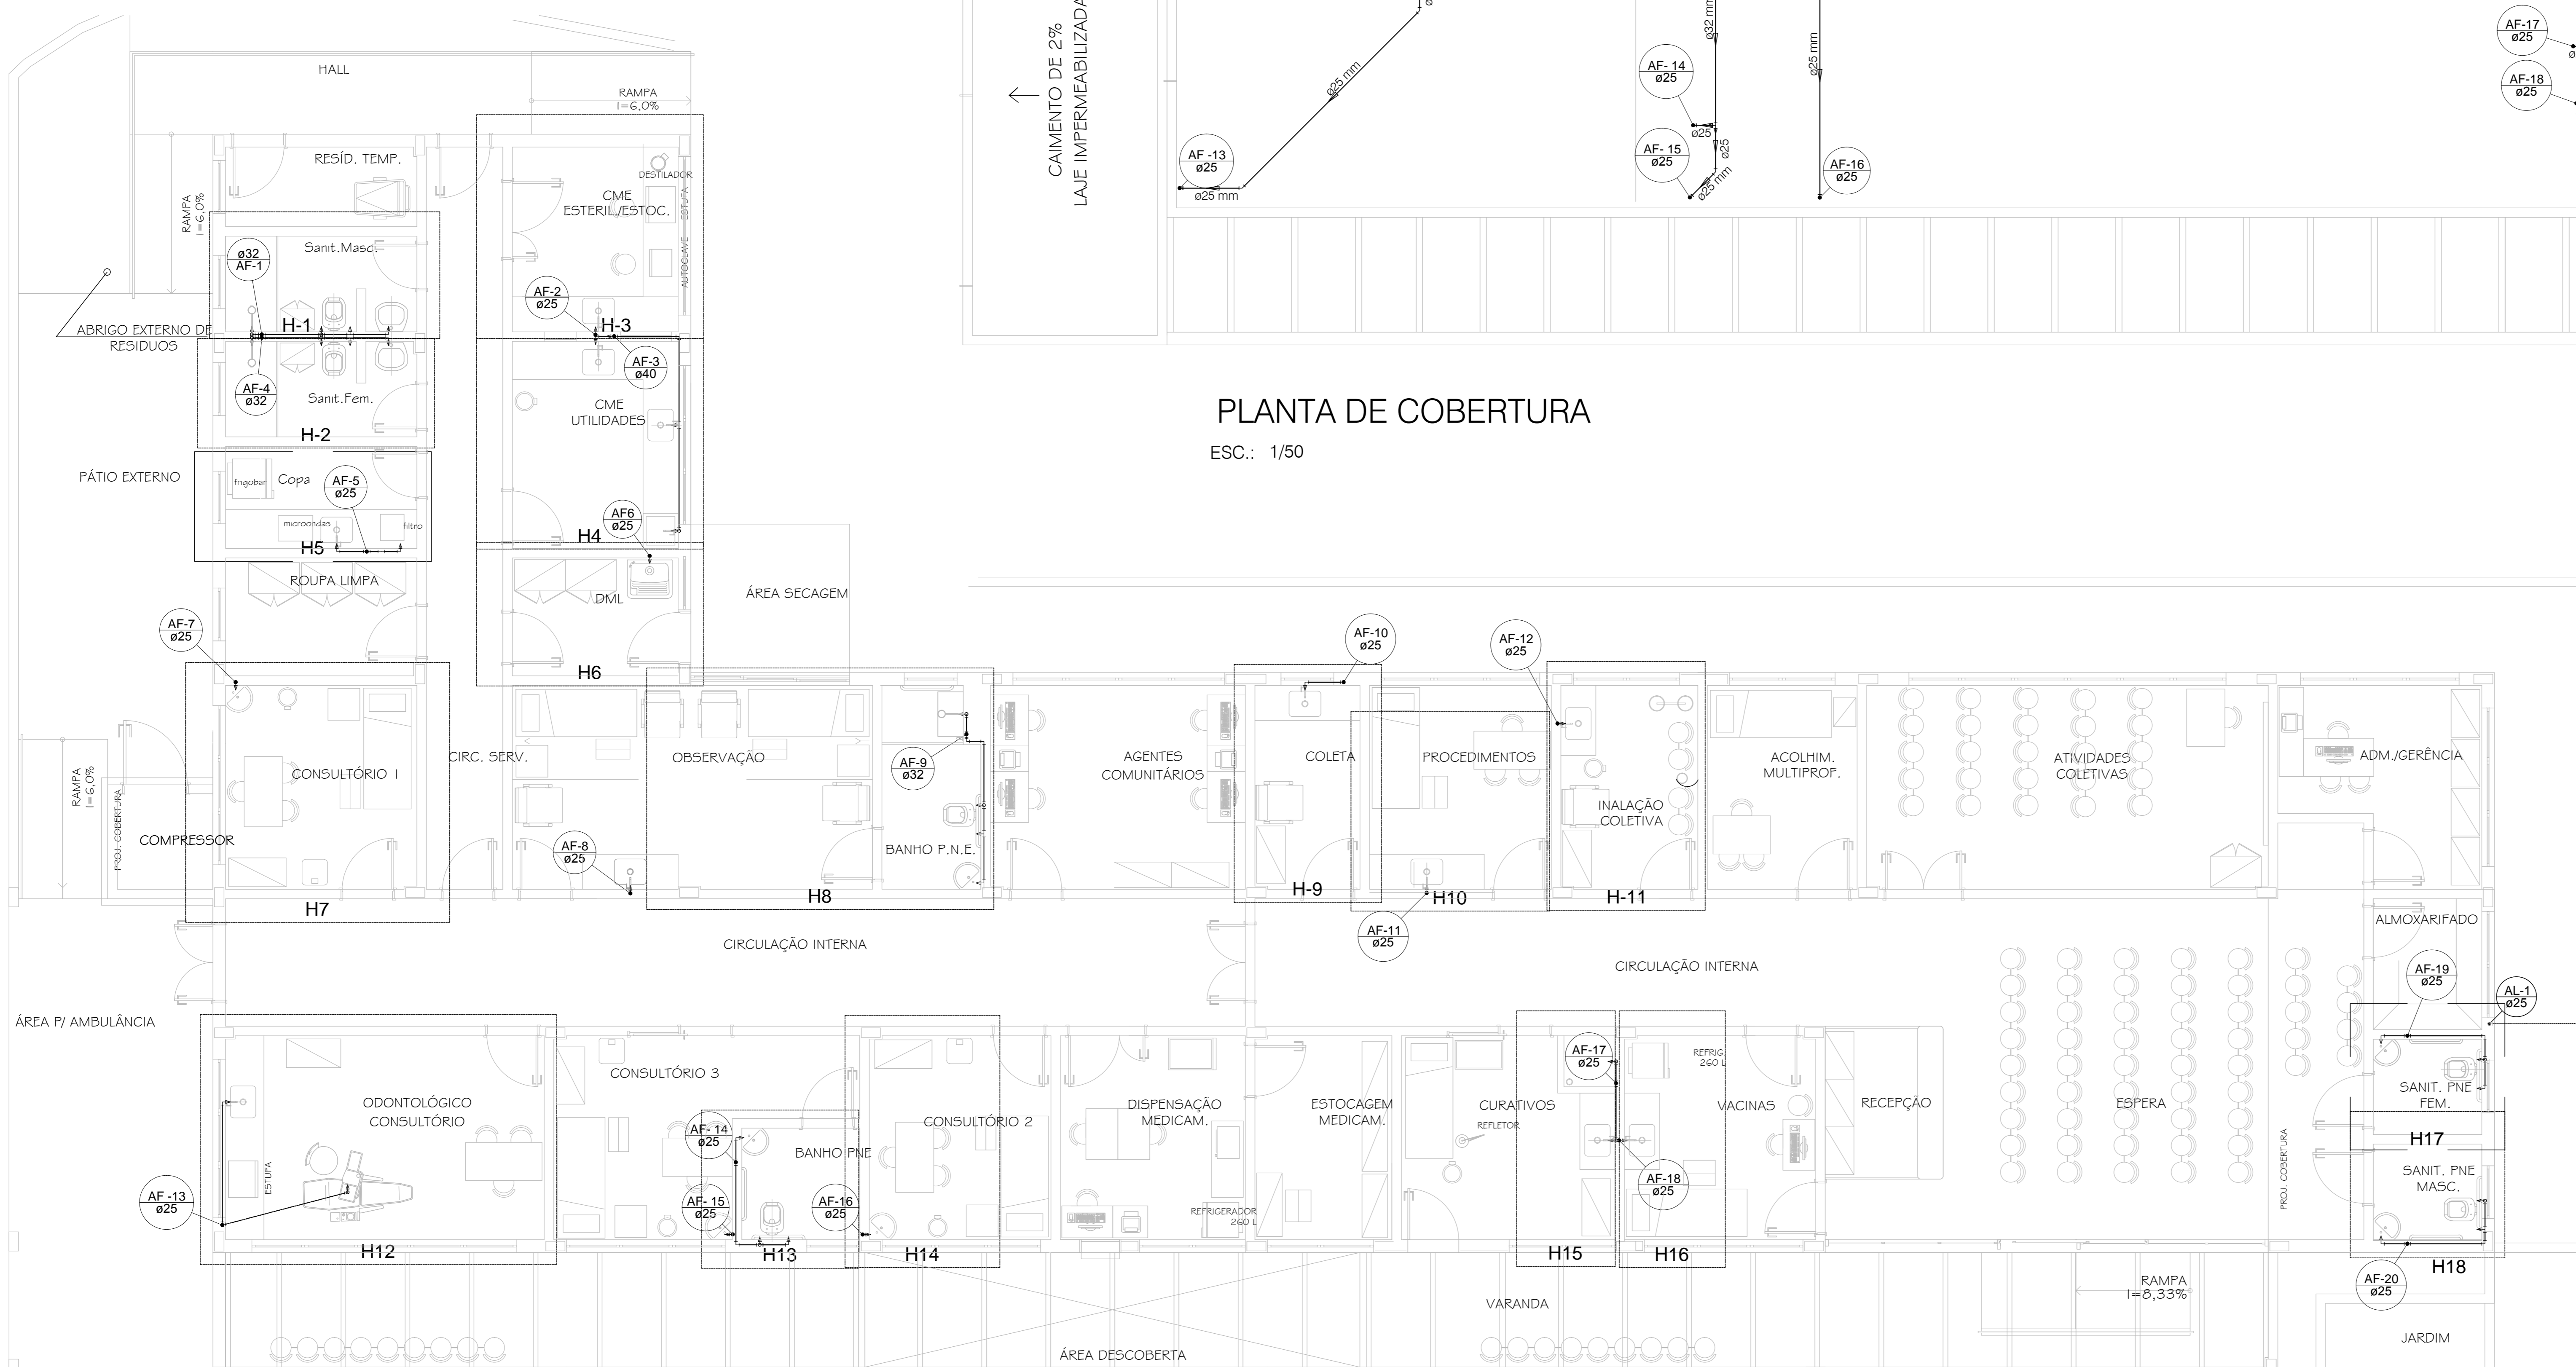 HALL
RAMPA
I=6,0%
RESÍD. TEMP.
DESTILADOR
CME
ESTERIL./ESTOC.
ESTUFA
AUTOCLAVE
RAMPA
I=6,0%
Sanit.Masc.
ø32
AF-1
AF-2
ø25
H-1
H-3
ABRIGO EXTERNO DE
RESIDUOS
AF-3
ø40
AF-4
ø32
Sanit.Fem.
CME
UTILIDADES
H-2
PÁTIO EXTERNO
frigobar
Copa
AF-5
ø25
microondas
filtro
H5
AF6
ø25
H4
ROUPA LIMPA
DML
ÁREA SECAGEM
H6
CAIMENTO DE 2%
LAJE IMPERMEABILIZADA
ø25 mm
AF -13
ø25
ø25 mm
ø32 mm
AF- 14
ø25
ø25
ø25
AF- 15
ø25
ø25 mm
ø25 mm
AF-16
ø25
AF-17
ø25
AF-18
ø25
PLANTA DE COBERTURA
ESC.: 1/50
AF-7
ø25
AF-10
ø25
AF-12
ø25
RAMPA
I=6,0%
PROJ. COBERTURA
COMPRESSOR
CONSULTÓRIO 1
CIRC. SERV.
OBSERVAÇÃO
AF-9
ø32
AF-8
ø25
BANHO P.N.E.
AGENTES
COMUNITÁRIOS
COLETA
PROCEDIMENTOS
INALAÇÃO
COLETIVA
ACOLHIM.
MULTIPROF.
ATIVIDADES
COLETIVAS
ADM./GERÊNCIA
H7
H8
H-9
H10
H-11
AF-11
ø25
CIRCULAÇÃO INTERNA
CIRCULAÇÃO INTERNA
ALMOXARIFADO
AF-19
ø25
AL-1
ø25
ÁREA P/ AMBULÂNCIA
ODONTOLÓGICO
CONSULTÓRIO
ESTUFA
AF -13
ø25
H12
CONSULTÓRIO 3
AF- 14
ø25
BANHO PNE
AF- 15
ø25
AF-16
ø25
H13
CONSULTÓRIO 2
H14
DISPENSAÇÃO
MEDICAM.
REFRIGERADOR
260 L
ESTOCAGEM
MEDICAM.
CURATIVOS
REFLETOR
AF-17
ø25
REFRIG.
260 L
VACINAS
AF-18
ø25
H15
H16
RECEPÇÃO
ESPERA
PROJ. COBERTURA
SANIT. PNE
FEM.
H17
SANIT. PNE
MASC.
H18
AF-20
ø25
RAMPA
I=8,33%
VARANDA
ÁREA DESCOBERTA
JARDIM